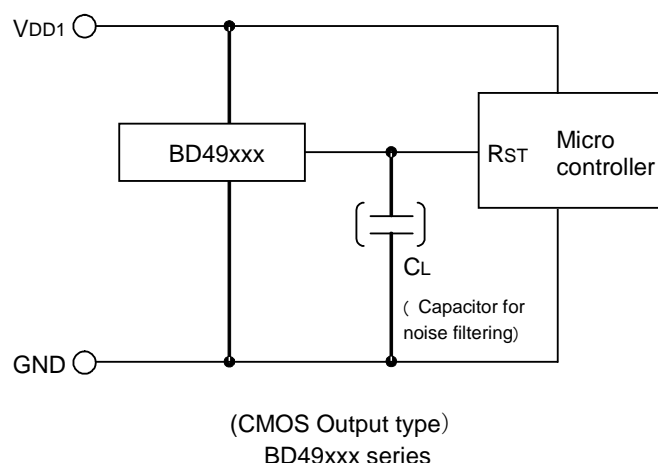 VDD1
BD49xxx
RST
Micro
controller
CL
( Capacitor for
noise filtering)
GND
(CMOS Output type）
BD49xxx series